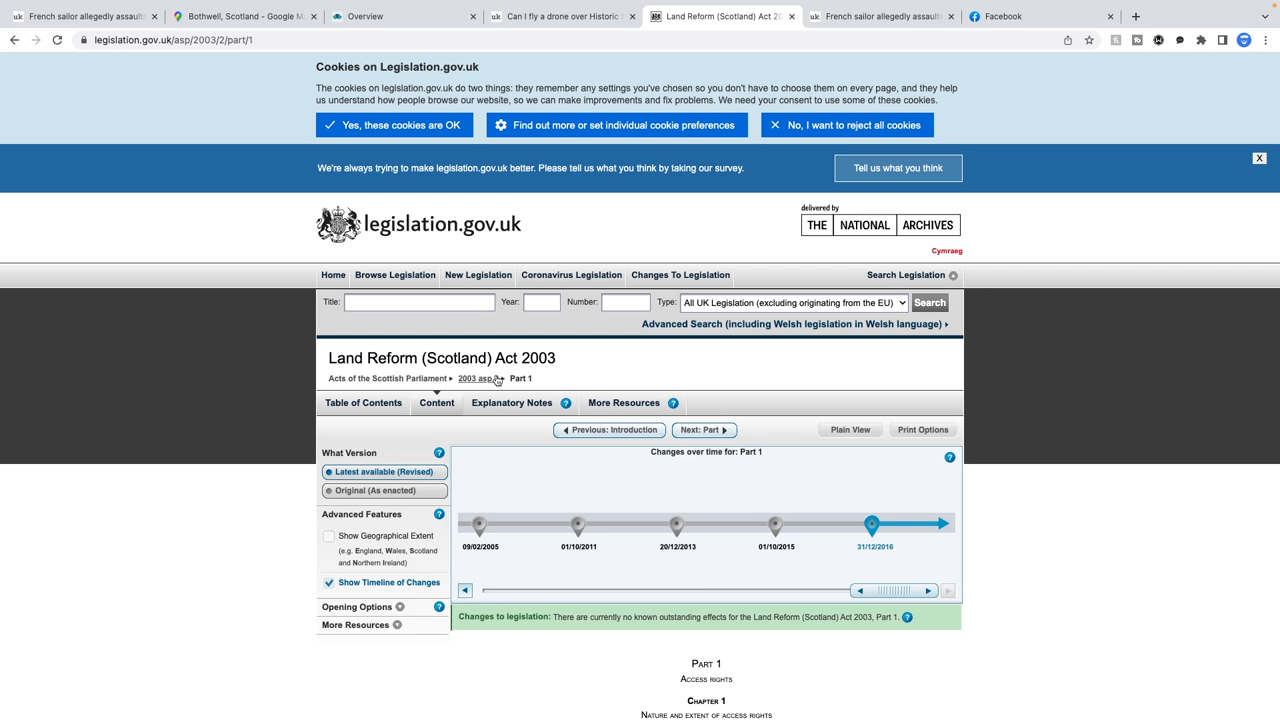 French sailor allegedly assault
Bothwell, Scotland - Google M
Overview
Can I fly a drone over Historic
Land Reform (Scotland) Act 20
French sailor allegedly assault
Facebook
legislation.gov.uk/asp/2003/2/part/1
Cookies on Legislation.gov.uk
The cookies on legislation.gov.uk do two things: they remember any settings you've chosen so you don't have to choose them on every page, and they help
us understand how people browse our website, so we can make improvements and fix problems. We need your consent to use some of these cookies.
Yes, these cookies are OK
Find out more or set individual cookie preferences
No, I want to reject all cookies
We're always trying to make legislation.gov.uk better. Please tell us what you think by taking our survey.
Tell us what you think
X
legislation.gov.uk
delivered by
THE NATIONAL ARCHIVES
Cymraeg
Home Browse Legislation New Legislation Coronavirus Legislation Changes To Legislation Search Legislation
Title: Year: Number: Type: All UK Legislation (excluding originating from the EU) Search
Advanced Search (including Welsh legislation in Welsh language)
Land Reform (Scotland) Act 2003
Acts of the Scottish Parliament 2003 asp Part 1
Table of Contents Content Explanatory Notes ? More Resources ?
Previous: Introduction Next: Part Plain View Print Options
What Version ?
Latest available (Revised)
Original (As enacted)
Advanced Features ?
Show Geographical Extent
(e.g. England, Wales, Scotland
and Northern Ireland)
Show Timeline of Changes
Opening Options ?
More Resources
Changes over time for: Part 1
?
09/02/2005 01/10/2011 20/12/2013 01/10/2015 31/12/2016
Changes to legislation: There are currently no known outstanding effects for the Land Reform (Scotland) Act 2003, Part 1. ?
PART 1
ACCESS RIGHTS
CHAPTER 1
NATURE AND EXTENT OF ACCESS RIGHTS